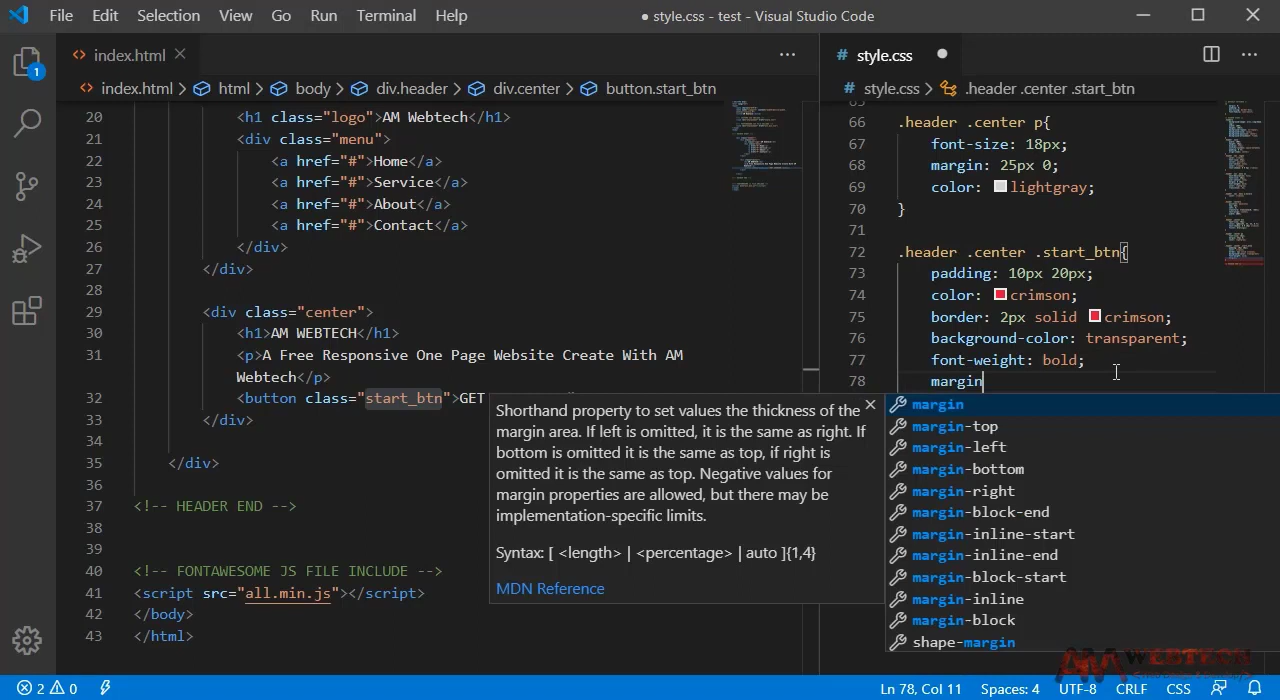 File Edit Selection View Go Run Terminal Help
● style.css - test - Visual Studio Code
index.html
style.css
index.html > html > body > div.header > div.center > button.start_btn
style.css > .header .center .start_btn
20 <h1 class="logo">AM Webtech</h1>
21 <div class="menu">
22 <a href="#">Home</a>
23 <a href="#">Service</a>
24 <a href="#">About</a>
25 <a href="#">Contact</a>
26 </div>
27 </div>
28
29 <div class="center">
30 <h1>AM WEBTECH</h1>
31 <p>A Free Responsive One Page Website Create With AM
Webtech</p>
32 <button class="start_btn">GET
33 </div>
34
35 </div>
36
37 <!-- HEADER END -->
38
39
40 <!-- FONTAWESOME JS FILE INCLUDE -->
41 <script src="all.min.js"></script>
42 </body>
43 </html>
65
66 .header .center p{
67 font-size: 18px;
68 margin: 25px 0;
69 color: lightgray;
70 }
71
72 .header .center .start_btn{
73 padding: 10px 20px;
74 color: crimson;
75 border: 2px solid crimson;
76 background-color: transparent;
77 font-weight: bold;
78 margin
Shorthand property to set values the thickness of the
margin area. If left is omitted, it is the same as right. If
bottom is omitted it is the same as top, if right is
omitted it is the same as top. Negative values for
margin properties are allowed, but there may be
implementation-specific limits.
Syntax: [ <length> | <percentage> | auto ]{1,4}
MDN Reference
margin
margin-top
margin-left
margin-bottom
margin-right
margin-block-end
margin-inline-start
margin-inline-end
margin-block-start
margin-inline
margin-block
shape-margin
AM WEBTECH
1
2 0
Ln 78, Col 11 Spaces: 4 UTF-8 CRLF CSS